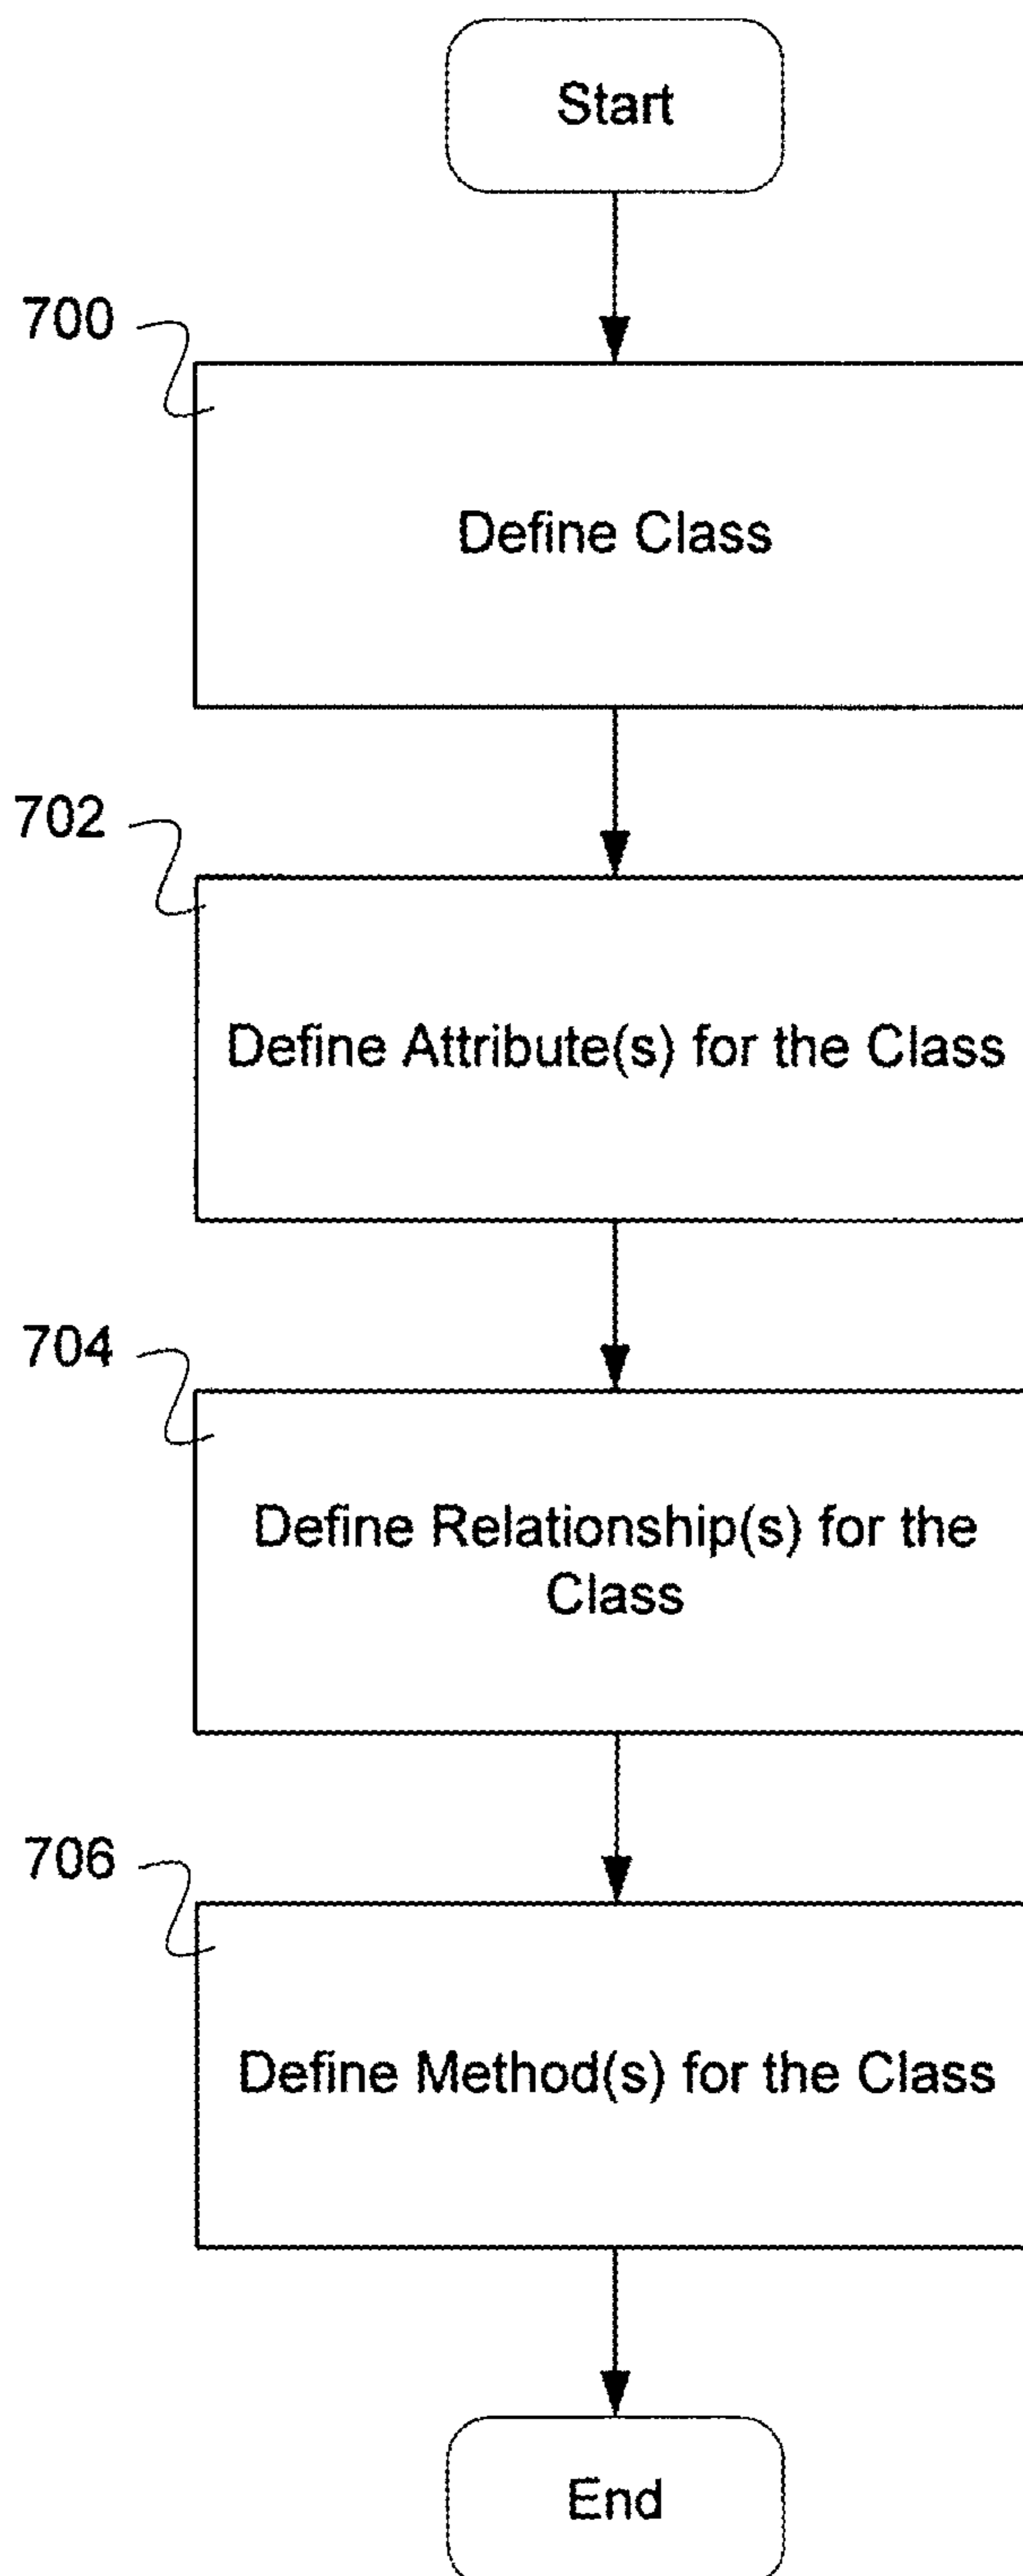 Start
700
Define Class
702
Define Attribute(s) for the Class
704
Define Relationship(s) for the
Class
706
Define Method(s) for the Class
End